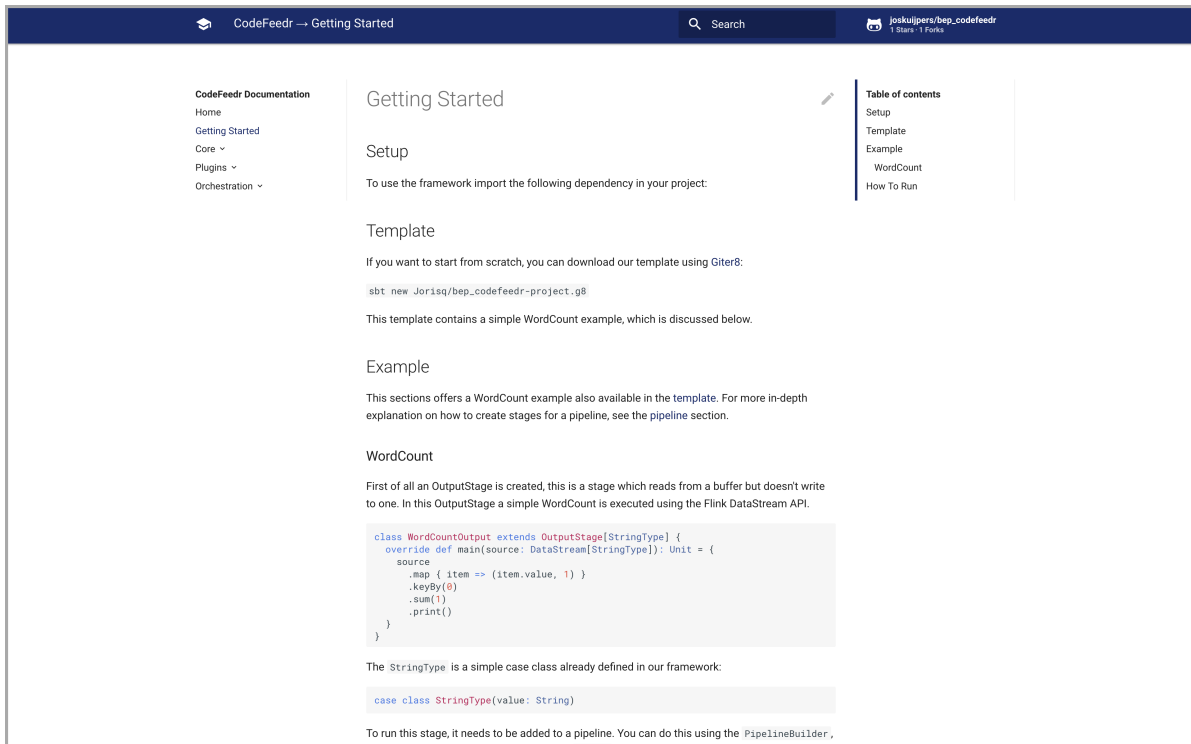 CodeFeedr → Getting Started
Search
joskuijpers/bep_codefeedr
1 Stars · 1 Forks
CodeFeedr Documentation
Home
Getting Started
Core
Plugins
Orchestration
Getting Started
Setup
To use the framework import the following dependency in your project:
Template
If you want to start from scratch, you can download our template using Giter8:
sbt new Jorisq/bep_codefeedr-project.g8
This template contains a simple WordCount example, which is discussed below.
Example
This sections offers a WordCount example also available in the template. For more in-depth
explanation on how to create stages for a pipeline, see the pipeline section.
WordCount
First of all an OutputStage is created, this is a stage which reads from a buffer but doesn't write
to one. In this OutputStage a simple WordCount is executed using the Flink DataStream API.
class WordCountOutput extends OutputStage[StringType] {
  override def main(source: DataStream[StringType]): Unit = {
    source
      .map { item => (item.value, 1) }
      .keyBy(0)
      .sum(1)
      .print()
  }
}
The StringType is a simple case class already defined in our framework:
case class StringType(value: String)
To run this stage, it needs to be added to a pipeline. You can do this using the PipelineBuilder,
Table of contents
Setup
Template
Example
WordCount
How To Run